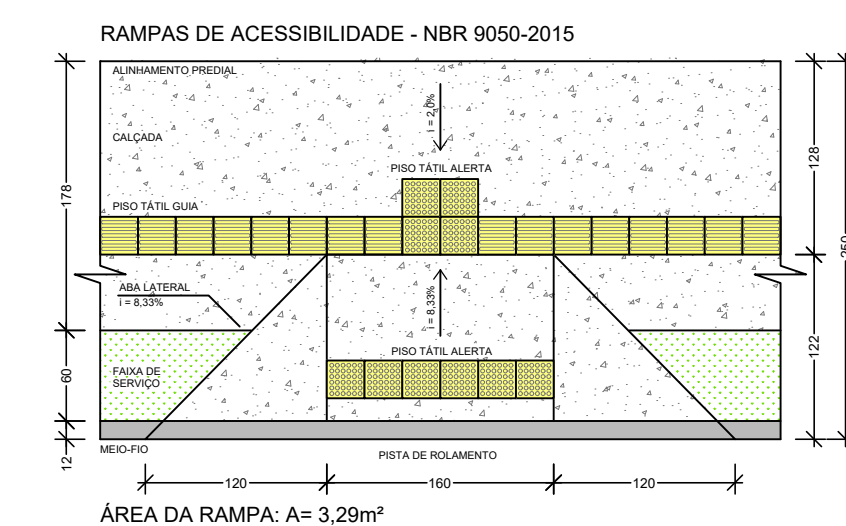 RAMPAS DE ACESSIBILIDADE - NBR 9050-2015
ALINHAMENTO PREDIAL
i = 2,0%
CALÇADA
128
PISO TÁTIL ALERTA
178
PISO TÁTIL GUIA
250
ABA LATERAL
i = 8,33%
i = 8,33%
PISO TÁTIL ALERTA
122
60
FAIXA DE
SERVIÇO
12
MEIO-FIO
PISTA DE ROLAMENTO
120
160
120
ÁREA DA RAMPA: A= 3,29m²